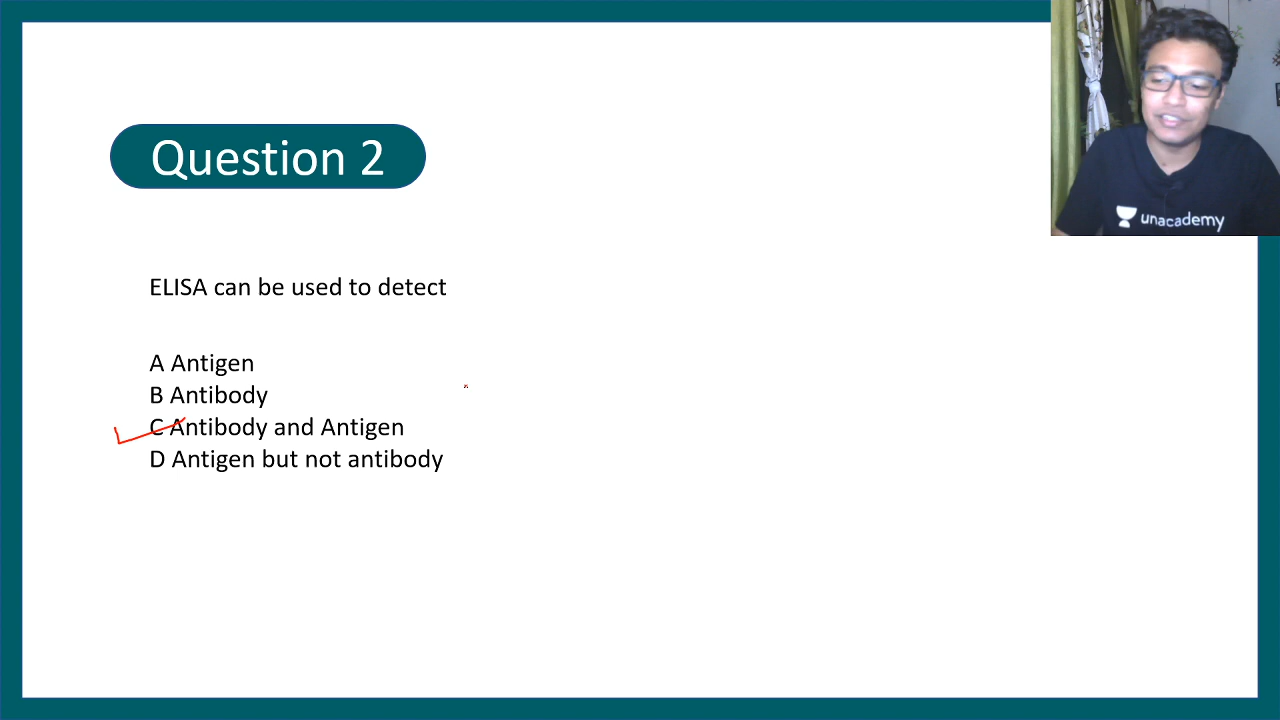 Question 2
unacademy
ELISA can be used to detect
A Antigen
B Antibody
C Antibody and Antigen
D Antigen but not antibody